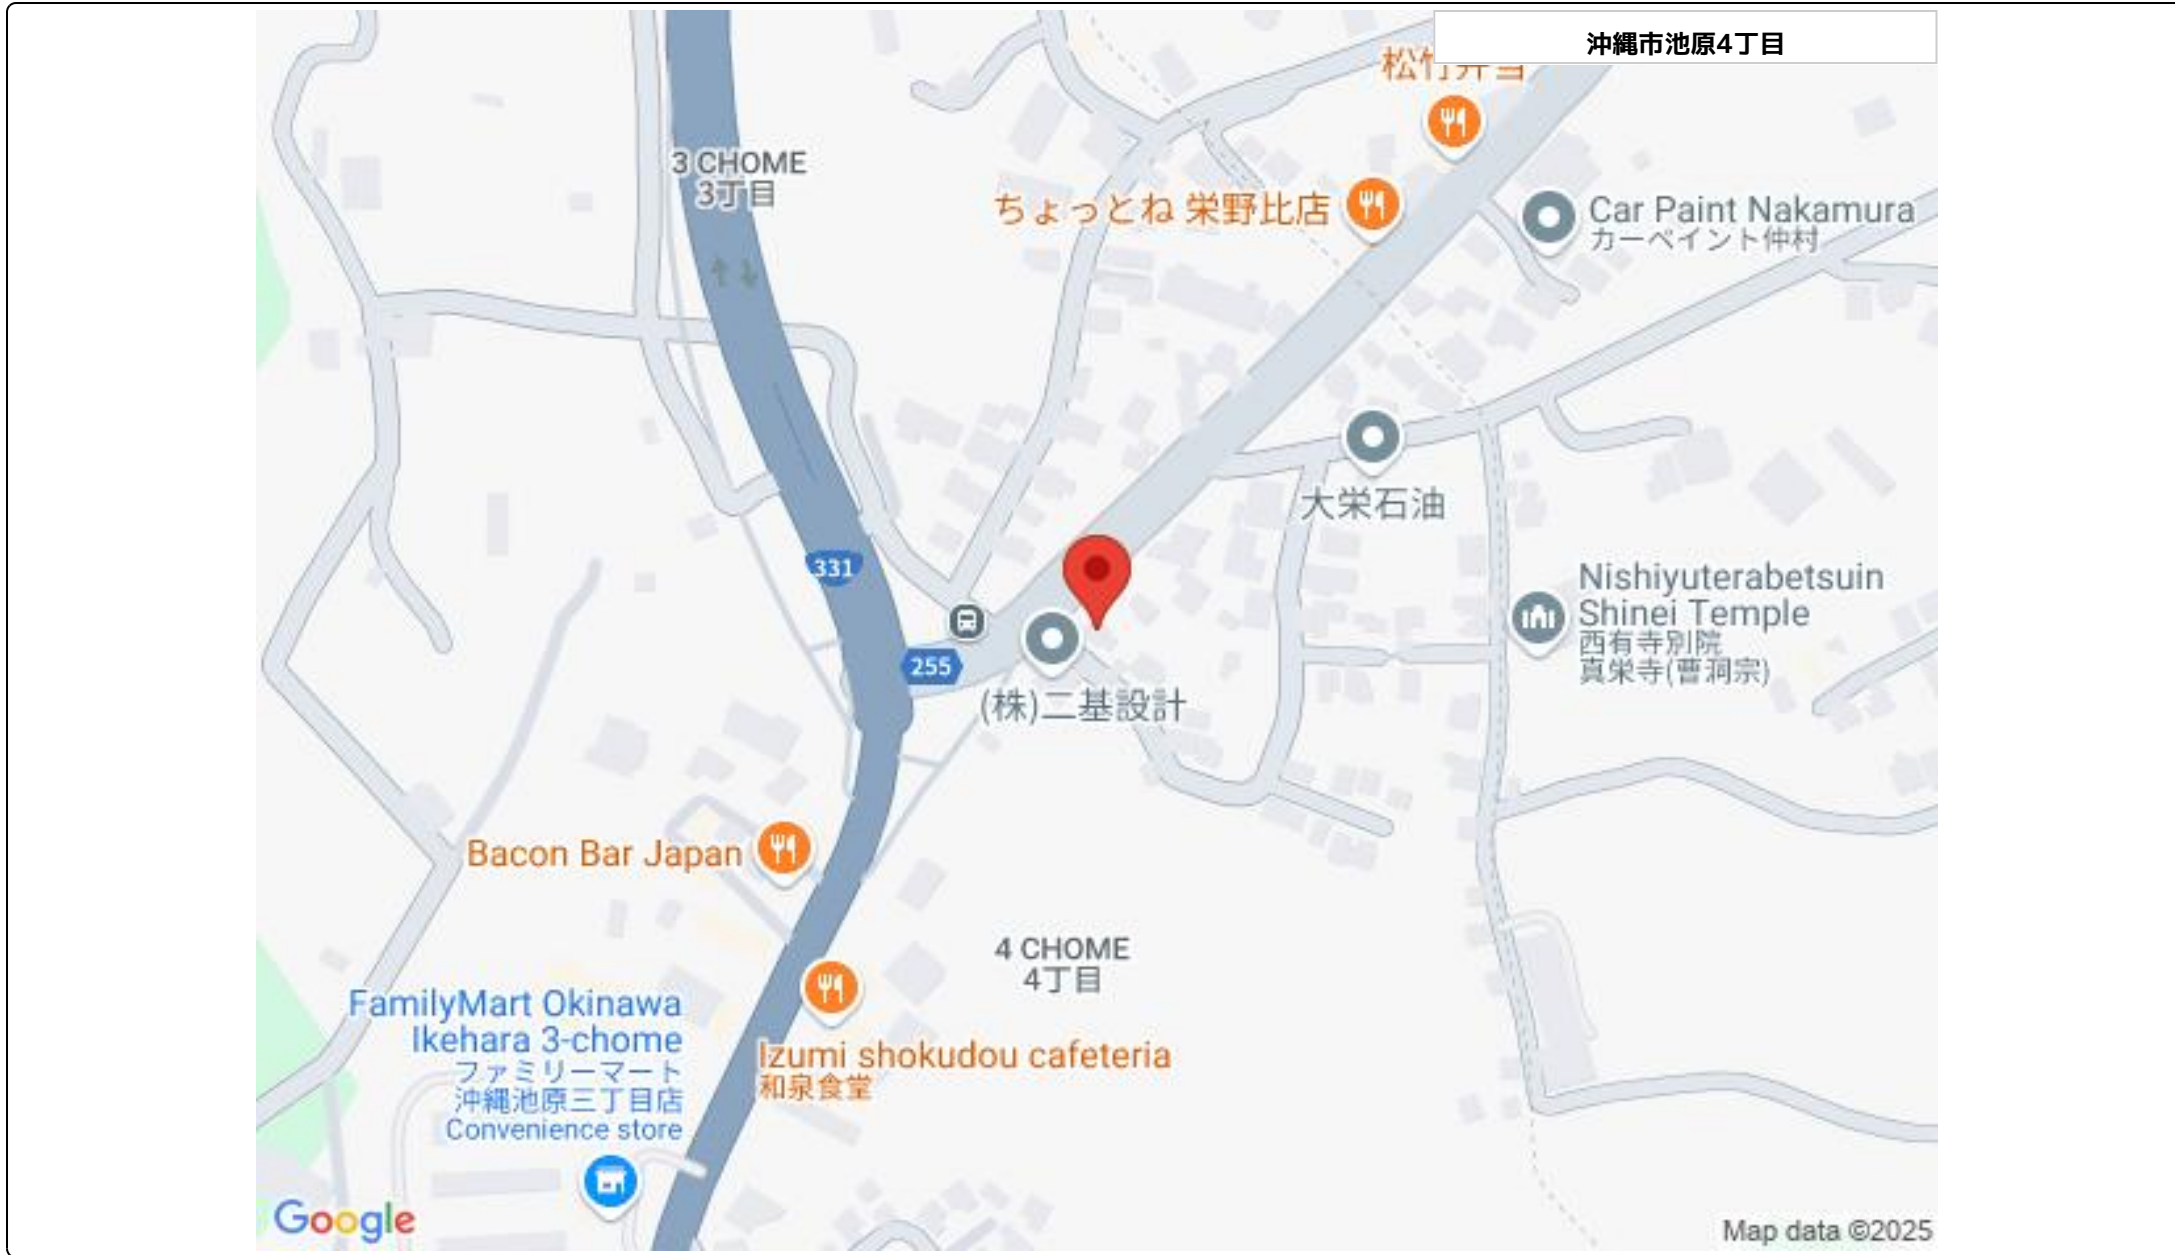 沖縄市池原4丁目
松竹弁当
3 CHOME
3丁目
ちょっとね 栄野比店
Car Paint Nakamura
カーペイント仲村
大栄石油
331
Nishiyuterabetsuin
Shinei Temple
西有寺別院
真栄寺(曹洞宗)
255
(株)二基設計
Bacon Bar Japan
4 CHOME
4丁目
FamilyMart Okinawa
Ikehara 3-chome
ファミリーマート
沖縄池原三丁目店
Convenience store
Izumi shokudou cafeteria
和泉食堂
Google
Map data ©2025